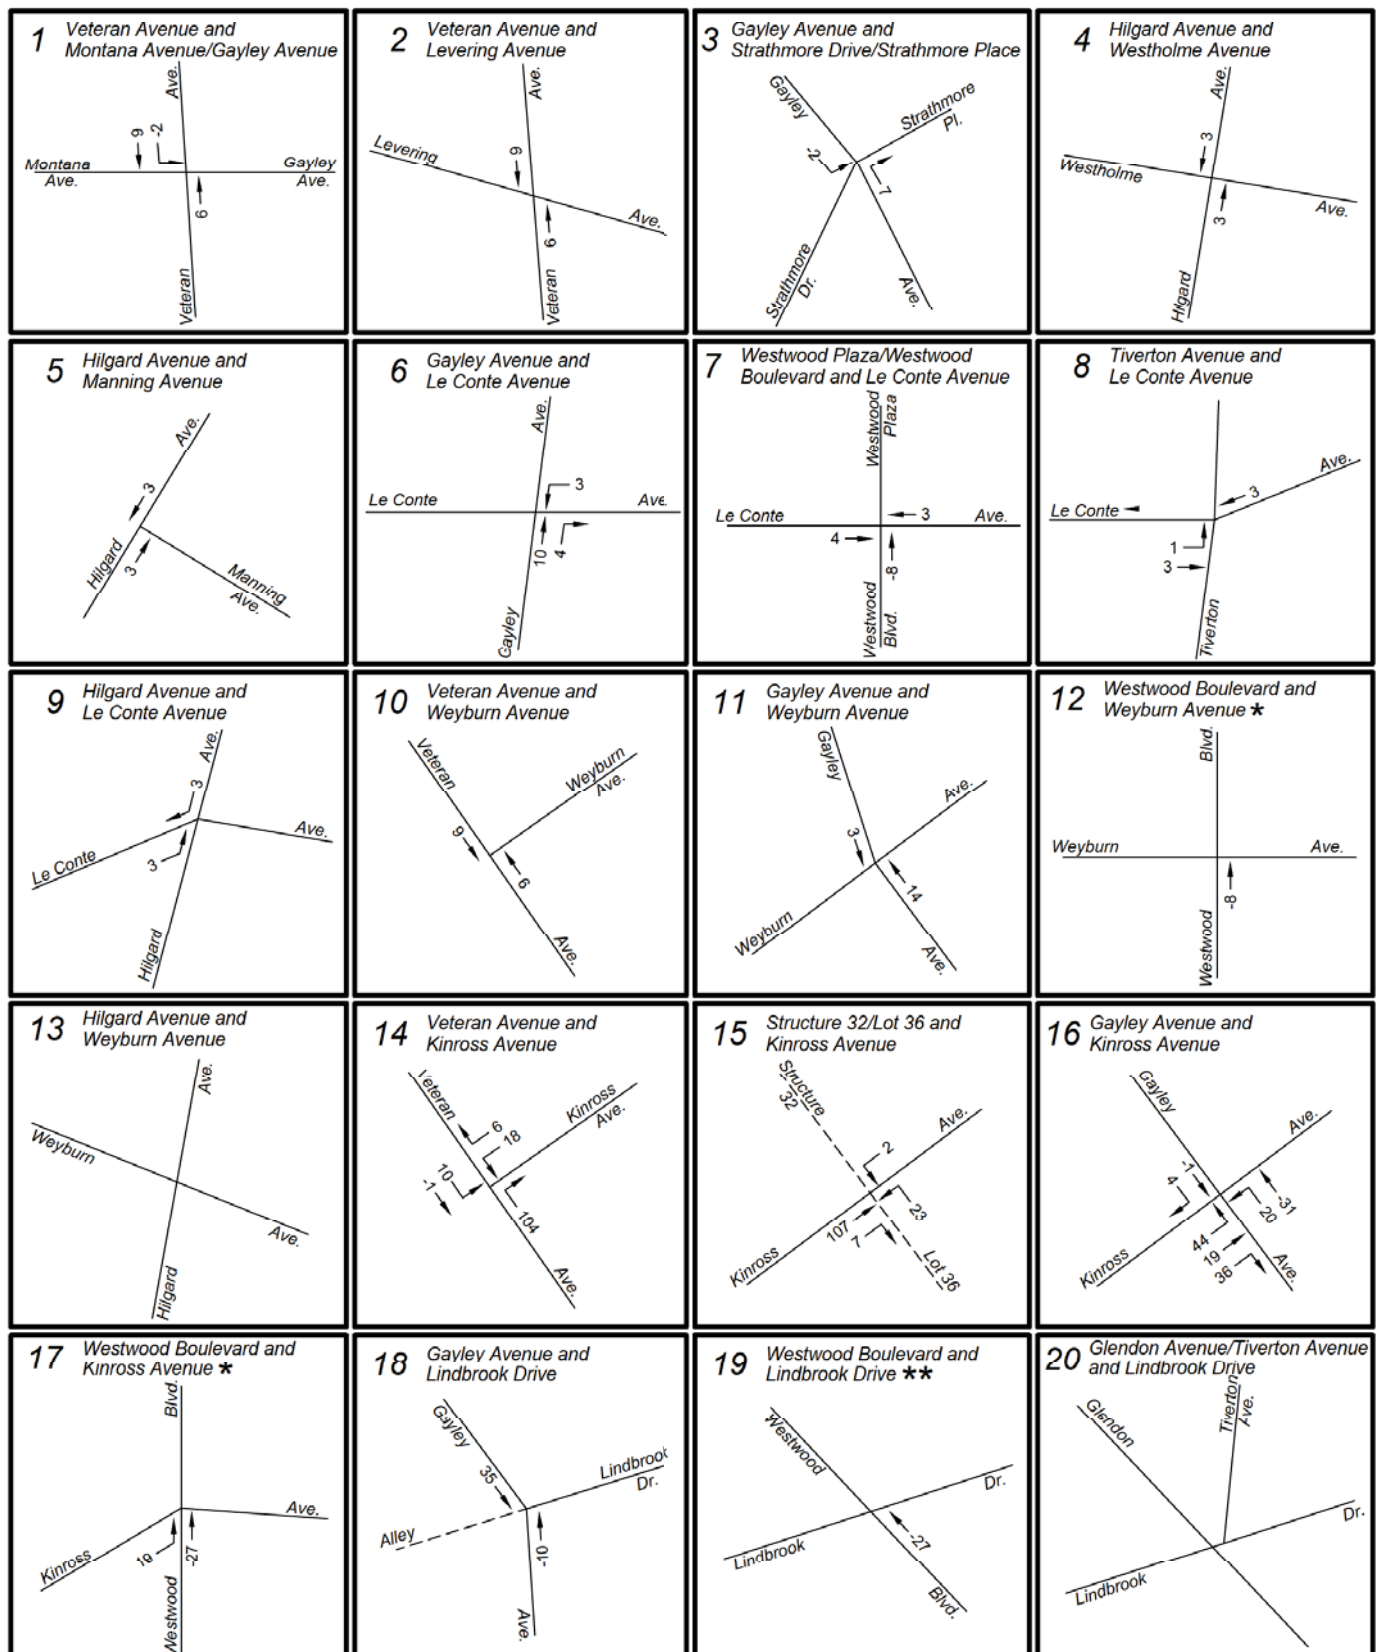 1
Veteran Avenue and
Montana Avenue/Gayley Avenue
Ave.
9
-2
Montana
Ave.
Gayley
Ave.
6
Veteran
2
Veteran Avenue and
Levering Avenue
Ave.
Levering
9
Ave.
6
Veteran
3
Gayley Avenue and
Strathmore Drive/Strathmore Place
Gayley
Strathmore
Pl.
-2
7
Strathmore
Dr.
Ave.
4
Hilgard Avenue and
Westholme Avenue
Ave.
3
Westholme
Ave.
3
Hilgard
5
Hilgard Avenue and
Manning Avenue
Ave.
3
Hilgard
3
Manning
Ave.
6
Gayley Avenue and
Le Conte Avenue
Ave.
3
Le Conte
Ave.
10
4
Gayley
7
Westwood Plaza/Westwood
Boulevard and Le Conte Avenue
Westwood
Plaza
Le Conte
3
Ave.
4
-8
Westwood
Blvd.
8
Tiverton Avenue and
Le Conte Avenue
Ave.
3
Le Conte
1
3
Tiverton
9
Hilgard Avenue and
Le Conte Avenue
Ave.
3
Ave.
Le Conte
3
Hilgard
10
Veteran Avenue and
Weyburn Avenue
Veteran
Weyburn
Ave.
9
6
Ave.
11
Gayley Avenue and
Weyburn Avenue
Gayley
Ave.
3
14
Weyburn
Ave.
12
Westwood Boulevard and
Weyburn Avenue *
Blvd.
Weyburn
Ave.
-8
Westwood
13
Hilgard Avenue and
Weyburn Avenue
Ave.
Weyburn
Ave.
Hilgard
14
Veteran Avenue and
Kinross Avenue
Veteran
Kinross
Ave.
6
18
10
-1
104
Ave.
15
Structure 32/Lot 36 and
Kinross Avenue
Structure
32
Ave.
2
23
107
7
Kinross
Lot 36
16
Gayley Avenue and
Kinross Avenue
Gayley
Ave.
-1
4
-31
20
44
19
36
Kinross
Ave.
17
Westwood Boulevard and
Kinross Avenue *
Blvd.
Ave.
Kinross
19
-27
Westwood
18
Gayley Avenue and
Lindbrook Drive
Gayley
35
Lindbrook
Dr.
Alley
-10
Ave.
19
Westwood Boulevard and
Lindbrook Drive **
Westwood
Dr.
Lindbrook
-27
Blvd.
20
Glendon Avenue/Tiverton Avenue
and Lindbrook Drive
Glendon
Tiverton
Ave.
Dr.
Lindbrook